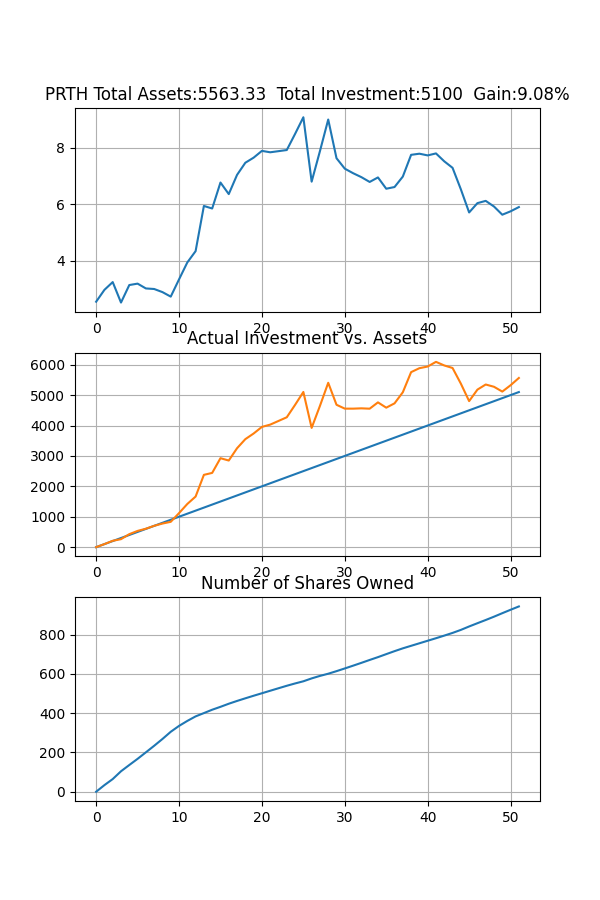 PRTH Total Assets:5563.33  Total Investment:5100  Gain:9.08%
8
6
4
0 10 20 30 40 50
Actual Investment vs. Assets
6000
5000
4000
3000
2000
1000
0
0 10 20 30 40 50
Number of Shares Owned
800
600
400
200
0
0 10 20 30 40 50